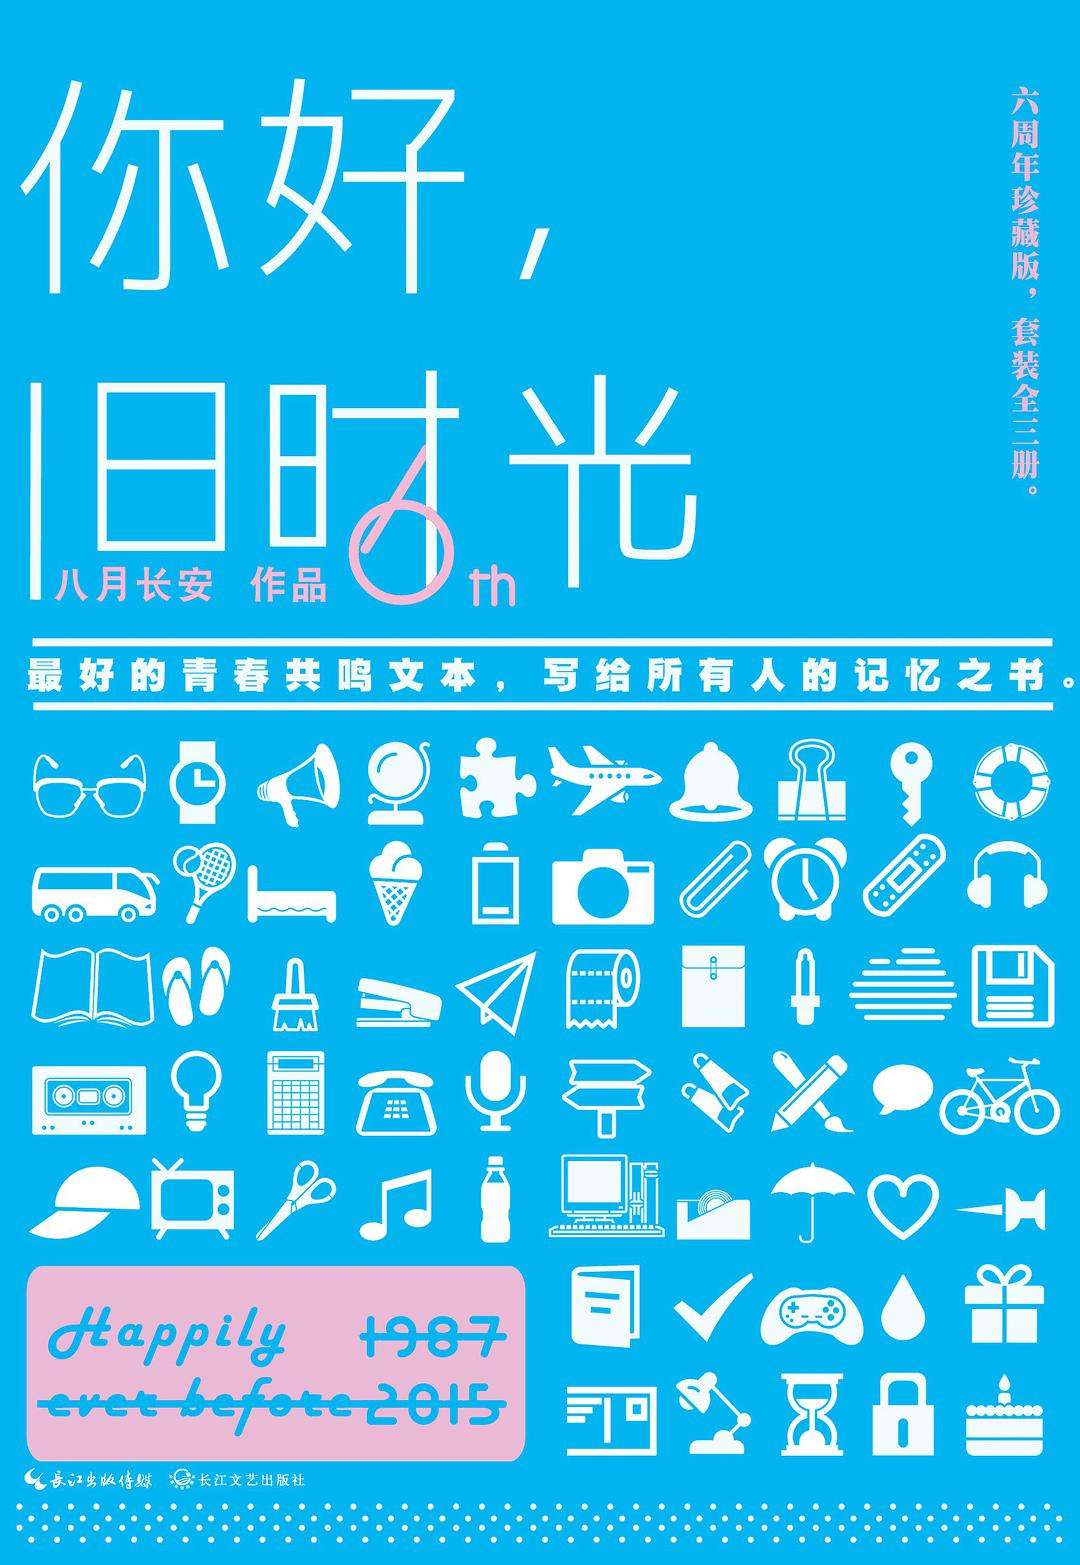 你好，
旧时光
六周年珍藏版，套装全三册。
八月长安 作品
6th
最好的青春共鸣文本，写给所有人的记忆之书。
Happily 1987
ever before 2015
长江出版传媒 长江文艺出版社